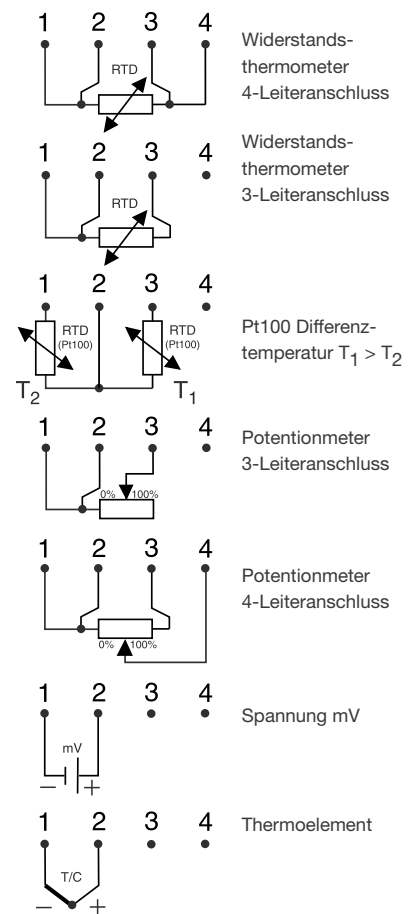 1 2 3 4
RTD
Widerstands-
thermometer
4-Leiteranschluss
1 2 3 4
RTD
Widerstands-
thermometer
3-Leiteranschluss
1 2 3 4
RTD
(Pt100)
RTD
(Pt100)
T2 T1
Pt100 Differenz-
temperatur T1 > T2
1 2 3 4
0% 100%
Potentionmeter
3-Leiteranschluss
1 2 3 4
0% 100%
Potentionmeter
4-Leiteranschluss
1 2 3 4
mV
– +
Spannung mV
1 2 3 4
T/C
– +
Thermoelement